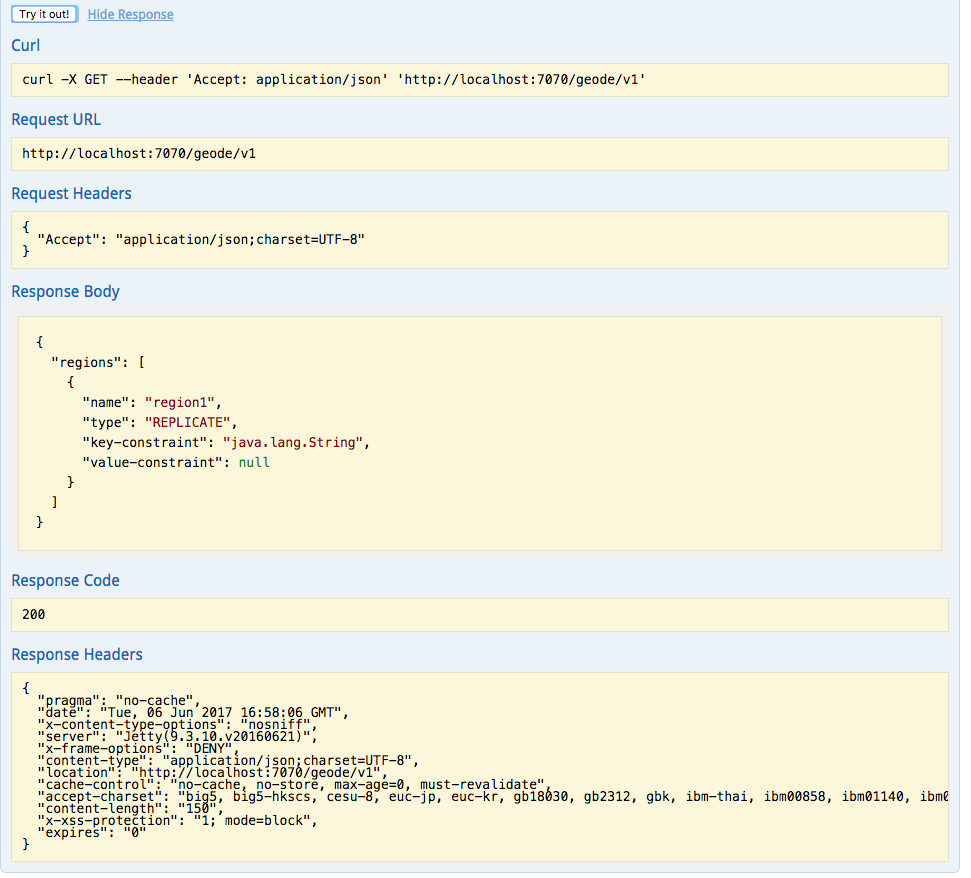 Try it out! Hide Response
Curl
curl -X GET --header 'Accept: application/json' 'http://localhost:7070/geode/v1'
Request URL
http://localhost:7070/geode/v1
Request Headers
{
"Accept": "application/json;charset=UTF-8"
}
Response Body
{
"regions": [
{
"name": "region1",
"type": "REPLICATE",
"key-constraint": "java.lang.String",
"value-constraint": null
}
]
}
Response Code
200
Response Headers
{
"pragma": "no-cache",
"date": "Tue, 06 Jun 2017 16:58:06 GMT",
"x-content-type-options": "nosniff",
"server": "Jetty(9.3.10.v20160621)",
"x-frame-options": "DENY",
"content-type": "application/json;charset=UTF-8",
"location": "http://localhost:7070/geode/v1",
"cache-control": "no-cache, no-store, max-age=0, must-revalidate",
"accept-charset": "big5, big5-hkscs, cesu-8, euc-jp, euc-kr, gb18030, gb2312, gbk, ibm-thai, ibm00858, ibm01140,
"content-length": "150",
"x-xss-protection": "1; mode=block",
"expires": "0"
}